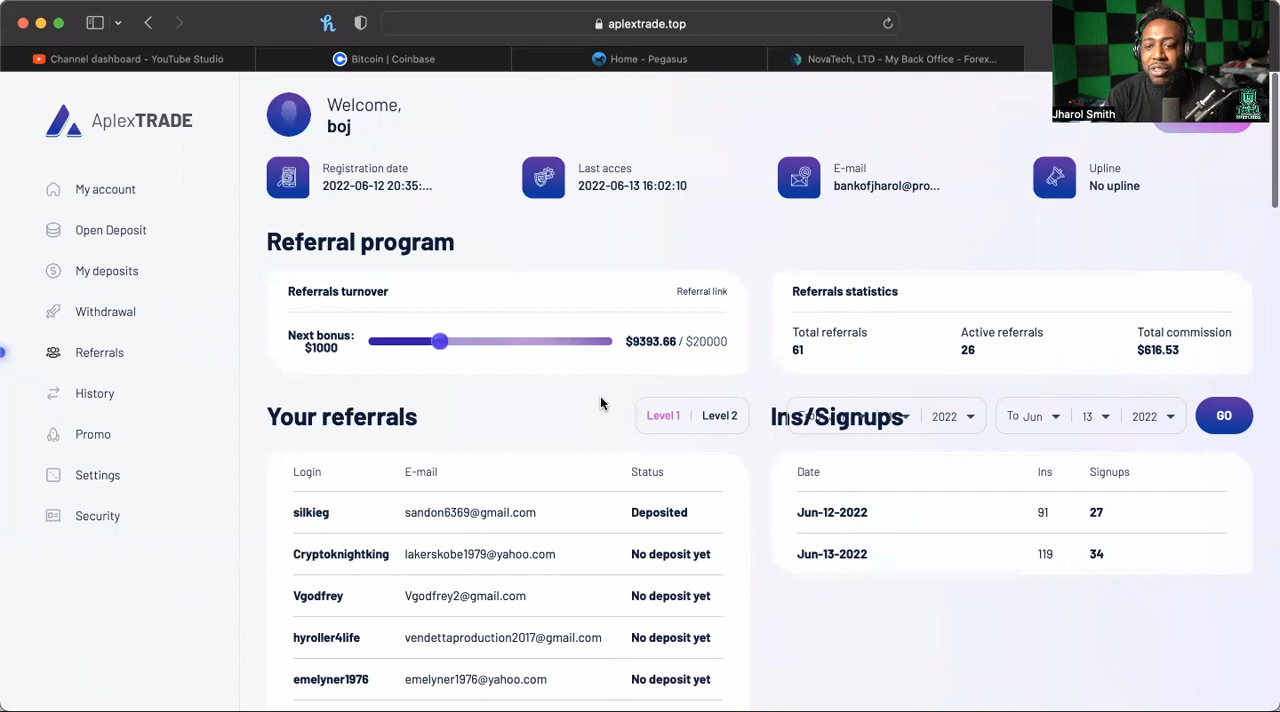 aplextrade.top
Channel dashboard - YouTube Studio
Bitcoin | Coinbase
Home - Pegasus
NovaTech, LTD - My Back Office - Forex...
Jharol Smith
AplexTRADE
Welcome,
boj
Registration date
2022-06-12 20:35:...
Last acces
2022-06-13 16:02:10
E-mail
bankofjharol@pro...
Upline
No upline
My account
Open Deposit
My deposits
Withdrawal
Referrals
History
Promo
Settings
Security
Referral program
Referrals turnover
Referral link
Next bonus:
$1000
$9393.66 / $20000
Referrals statistics
Total referrals
61
Active referrals
26
Total commission
$616.53
Your referrals
Level 1
Level 2
Ins/Signups
2022
To Jun
13
2022
GO
Login E-mail Status
silkieg sandon6369@gmail.com Deposited
Cryptoknightking lakerskobe1979@yahoo.com No deposit yet
Vgodfrey Vgodfrey2@gmail.com No deposit yet
hyroller4life vendettaproduction2017@gmail.com No deposit yet
emelyner1976 emelyner1976@yahoo.com No deposit yet
Date Ins Signups
Jun-12-2022 91 27
Jun-13-2022 119 34